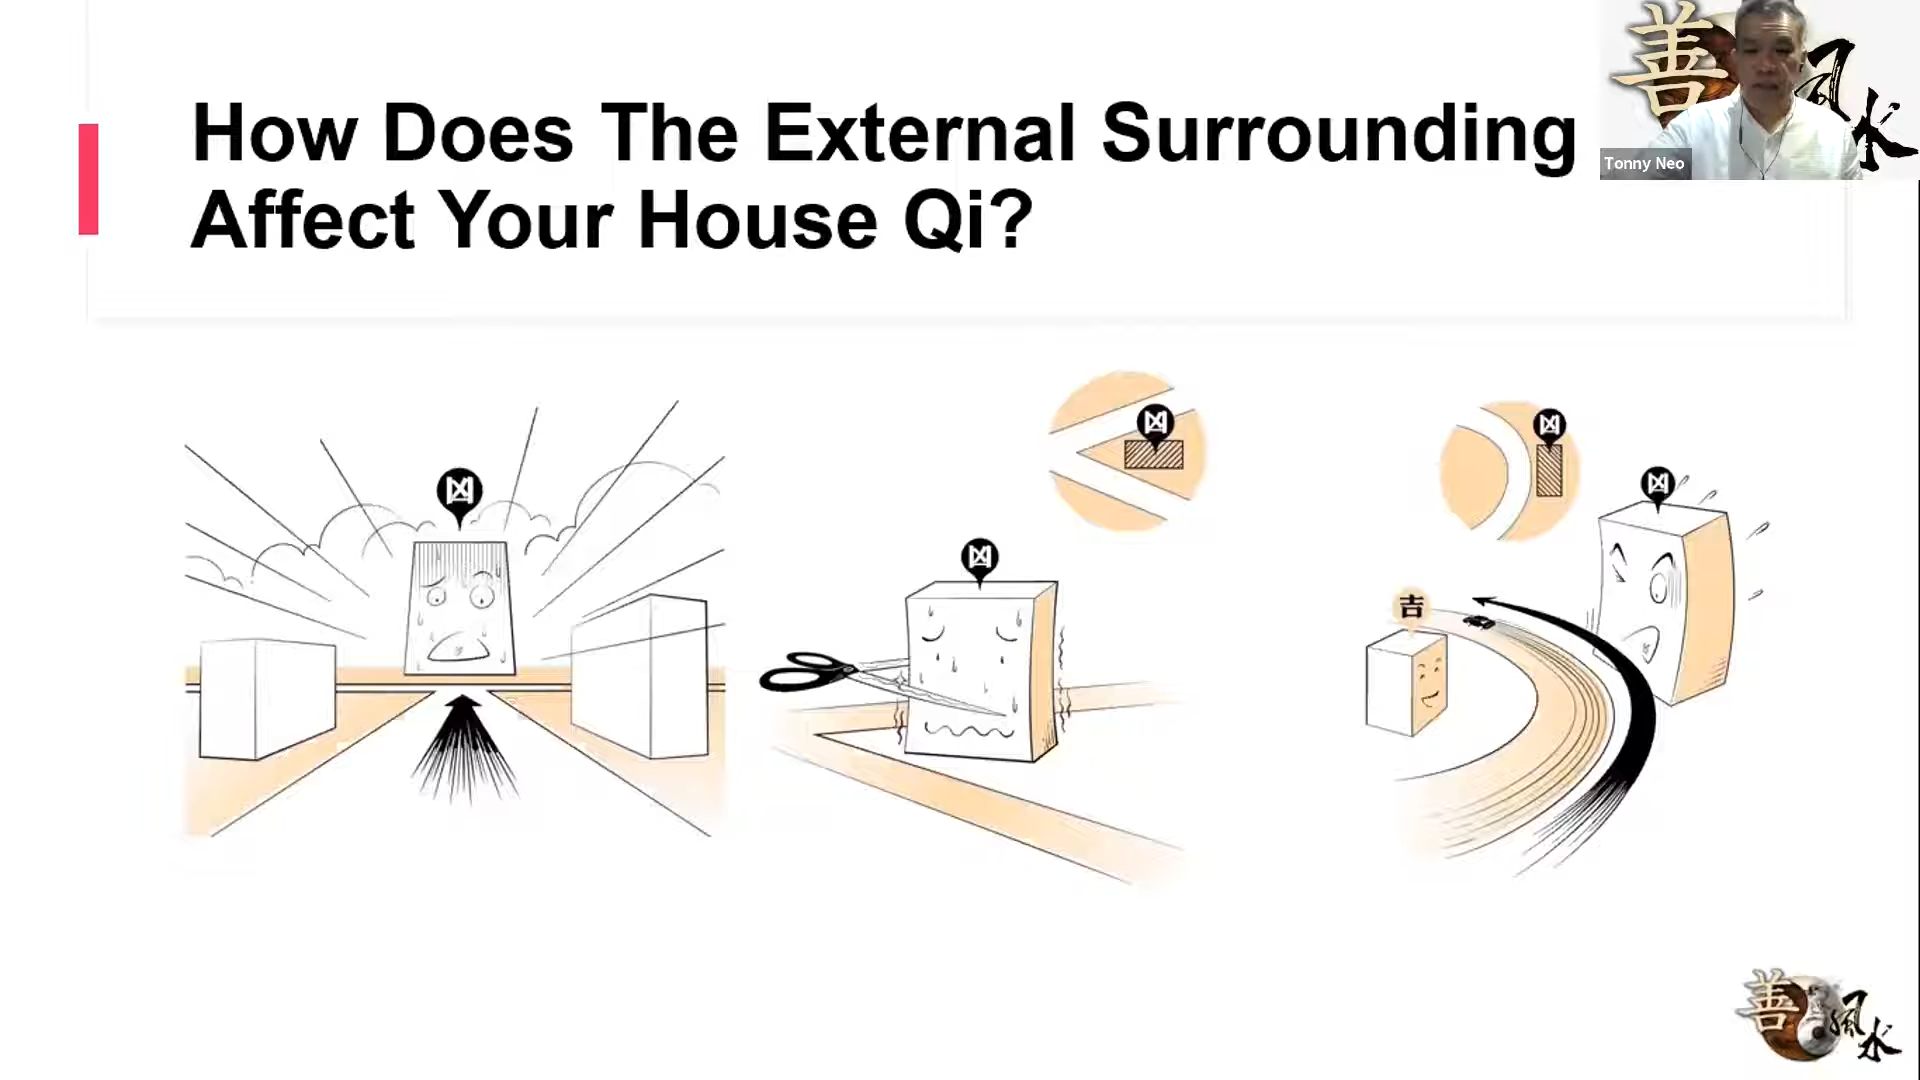 How Does The External Surrounding
Affect Your House Qi?
善風水
Tonny Neo
凶
凶
凶
凶
凶
吉
善風水